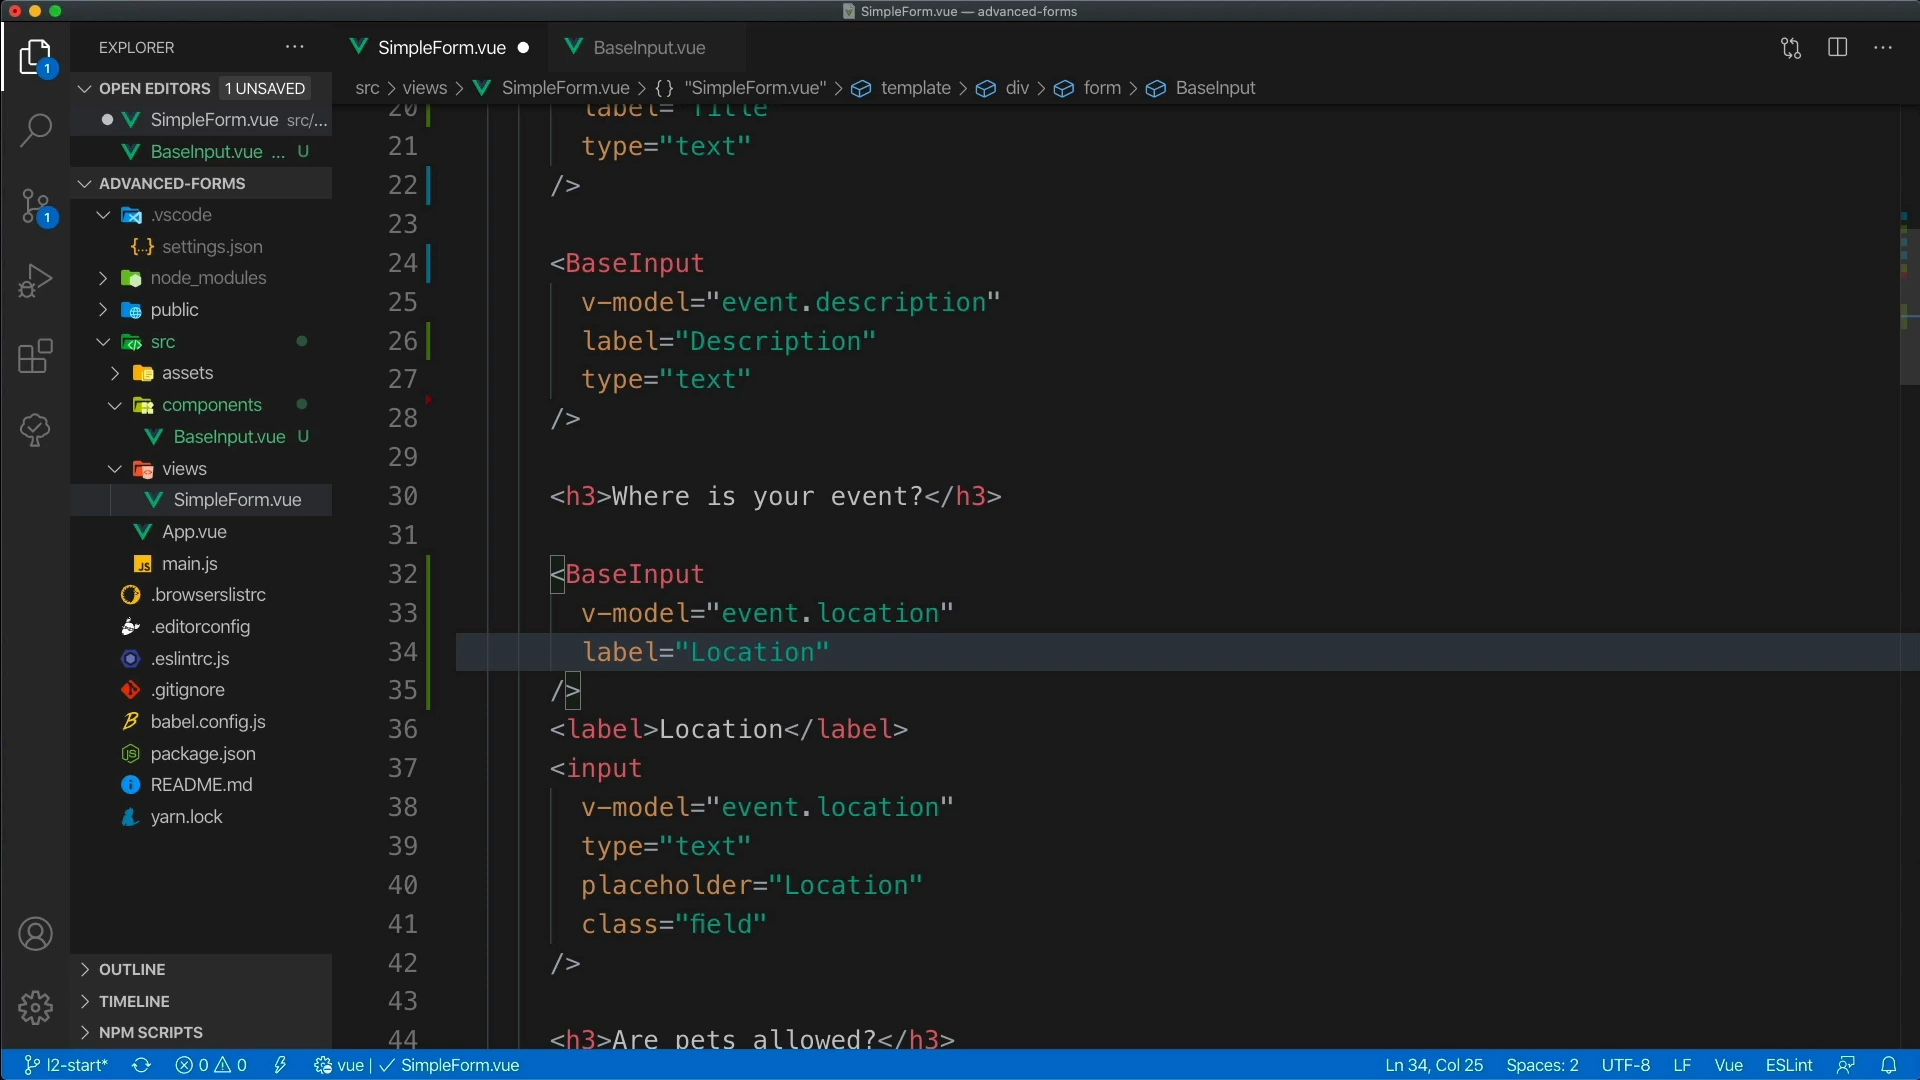 SimpleForm.vue — advanced-forms
EXPLORER
SimpleForm.vue
BaseInput.vue
1
OPEN EDITORS 1 UNSAVED
src > views > SimpleForm.vue > {} "SimpleForm.vue" > template > div > form > BaseInput
SimpleForm.vue src/...
BaseInput.vue ... U
ADVANCED-FORMS
.vscode
{..} settings.json
1
node_modules
public
src
assets
components
BaseInput.vue U
views
SimpleForm.vue
App.vue
JS main.js
.browserslistrc
.editorconfig
.eslintrc.js
.gitignore
babel.config.js
package.json
README.md
yarn.lock
OUTLINE
TIMELINE
NPM SCRIPTS
20 label="Title"
21 type="text"
22 />
23
24 <BaseInput
25 v-model="event.description"
26 label="Description"
27 type="text"
28 />
29
30 <h3>Where is your event?</h3>
31
32 <BaseInput
33 v-model="event.location"
34 label="Location"
35 />
36 <label>Location</label>
37 <input
38 v-model="event.location"
39 type="text"
40 placeholder="Location"
41 class="field"
42 />
43
44 <h3>Are pets allowed?</h3>
l2-start* 0 0 vue | ✓ SimpleForm.vue Ln 34, Col 25 Spaces: 2 UTF-8 LF Vue ESLint